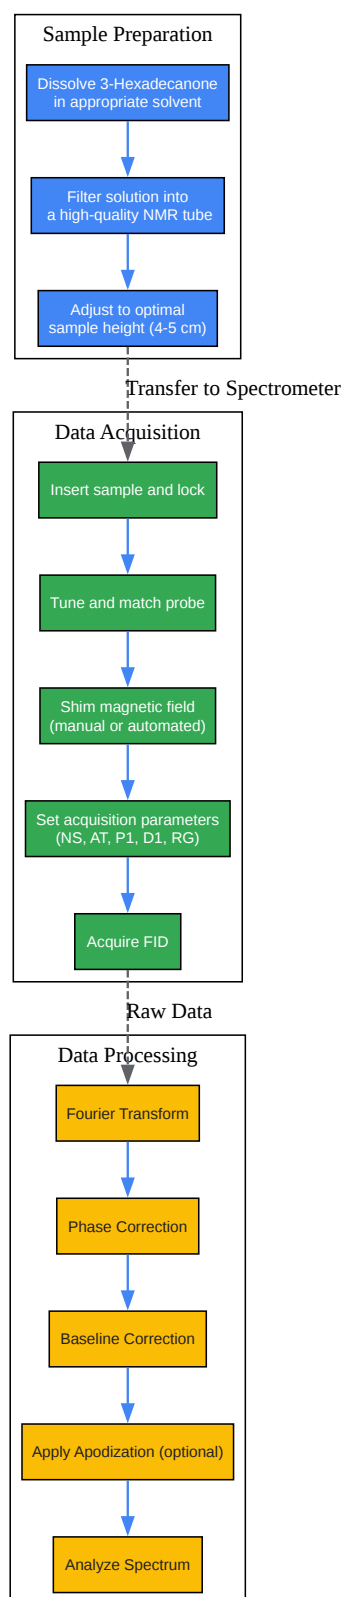 Sample Preparation
Dissolve 3-Hexadecanone
in appropriate solvent
Filter solution into
a high-quality NMR tube
Adjust to optimal
sample height (4-5 cm)
Transfer to Spectrometer
Data Acquisition
Insert sample and lock
Tune and match probe
Shim magnetic field
(manual or automated)
Set acquisition parameters
(NS, AT, P1, D1, RG)
Acquire FID
Raw Data
Data Processing
Fourier Transform
Phase Correction
Baseline Correction
Apply Apodization (optional)
Analyze Spectrum